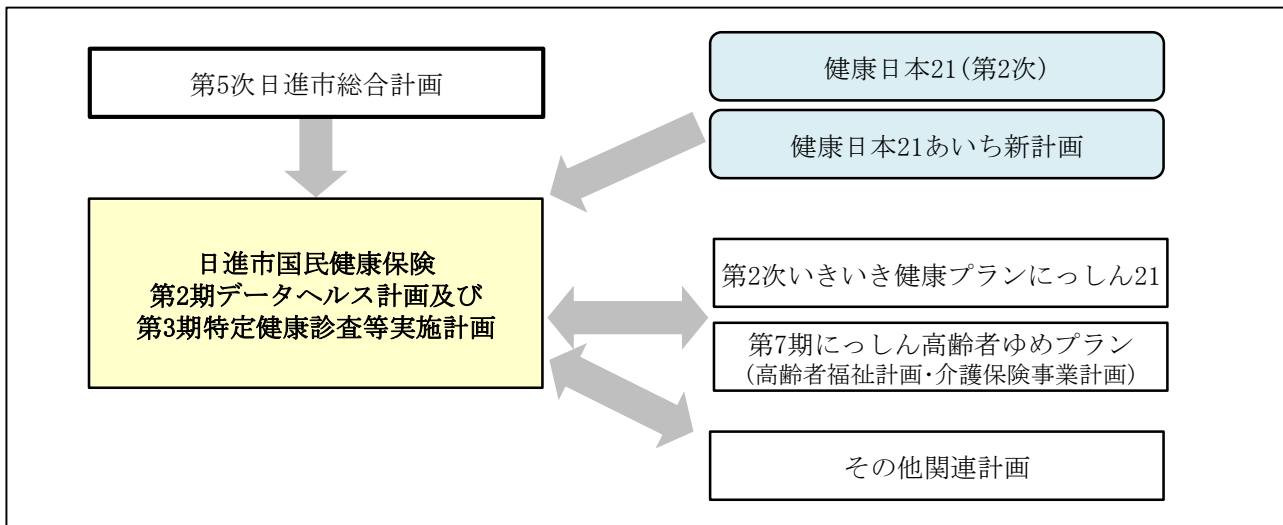 第5次日進市総合計画
健康日本21(第2次)
健康日本21あいち新計画
日進市国民健康保険
第2期データヘルス計画及び
第3期特定健康診査等実施計画
第2次いきいき健康プランにっしん21
第7期にっしん高齢者ゆめプラン
(高齢者福祉計画・介護保険事業計画)
その他関連計画